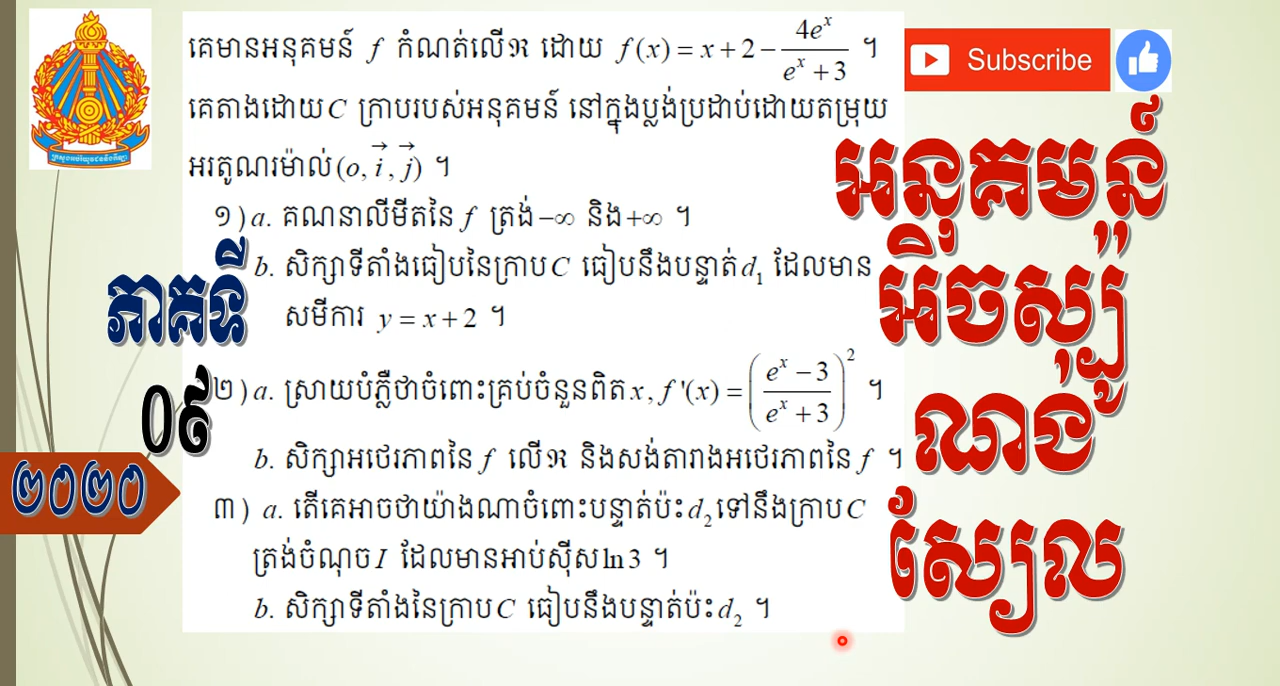 គេមានអនុគមន៍ f កំណត់លើℜ ដោយ f(x) = x + 2 − 4eˣ / (eˣ + 3) ។
គេតាងដោយ C ក្រាបរបស់អនុគមន៍ នៅក្នុងប្លង់ប្រដាប់ដោយតម្រុយ
អរតូណរម៉ាល់(o, i⃗, j⃗) ។
១)a. គណនាលីមីតនៃ f ត្រង់ −∞ និង +∞ ។
b. សិក្សាទីតាំងធៀបនៃក្រាប C ធៀបនឹងបន្ទាត់ d₁ ដែលមាន
សមីការ y = x + 2 ។
២)a. ស្រាយបំភ្លឺថាចំពោះគ្រប់ចំនួនពិត x, f '(x) = ((eˣ − 3) / (eˣ + 3))² ។
b. សិក្សាអថេរភាពនៃ f លើℜ និងសង់តារាងអថេរភាពនៃ f ។
៣) a. តើគេអាចថាយ៉ាងណាចំពោះបន្ទាត់ប៉ះ d₂ ទៅនឹងក្រាប C
ត្រង់ចំណុច I ដែលមានអាប់ស៊ីស ln 3 ។
b. សិក្សាទីតាំងនៃក្រាប C ធៀបនឹងបន្ទាត់ប៉ះ d₂ ។
Subscribe
អនុគមន៍
អិចស្ប៉ូ
ណង់
ស្យែល
ភាគទី
០៩
២០២០